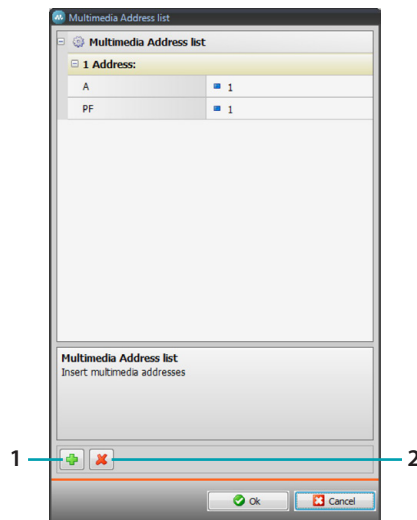 Multimedia Address list
Multimedia Address list
1 Address:
A 1
PF 1
Multimedia Address list
Insert multimedia addresses
1 2
Ok Cancel